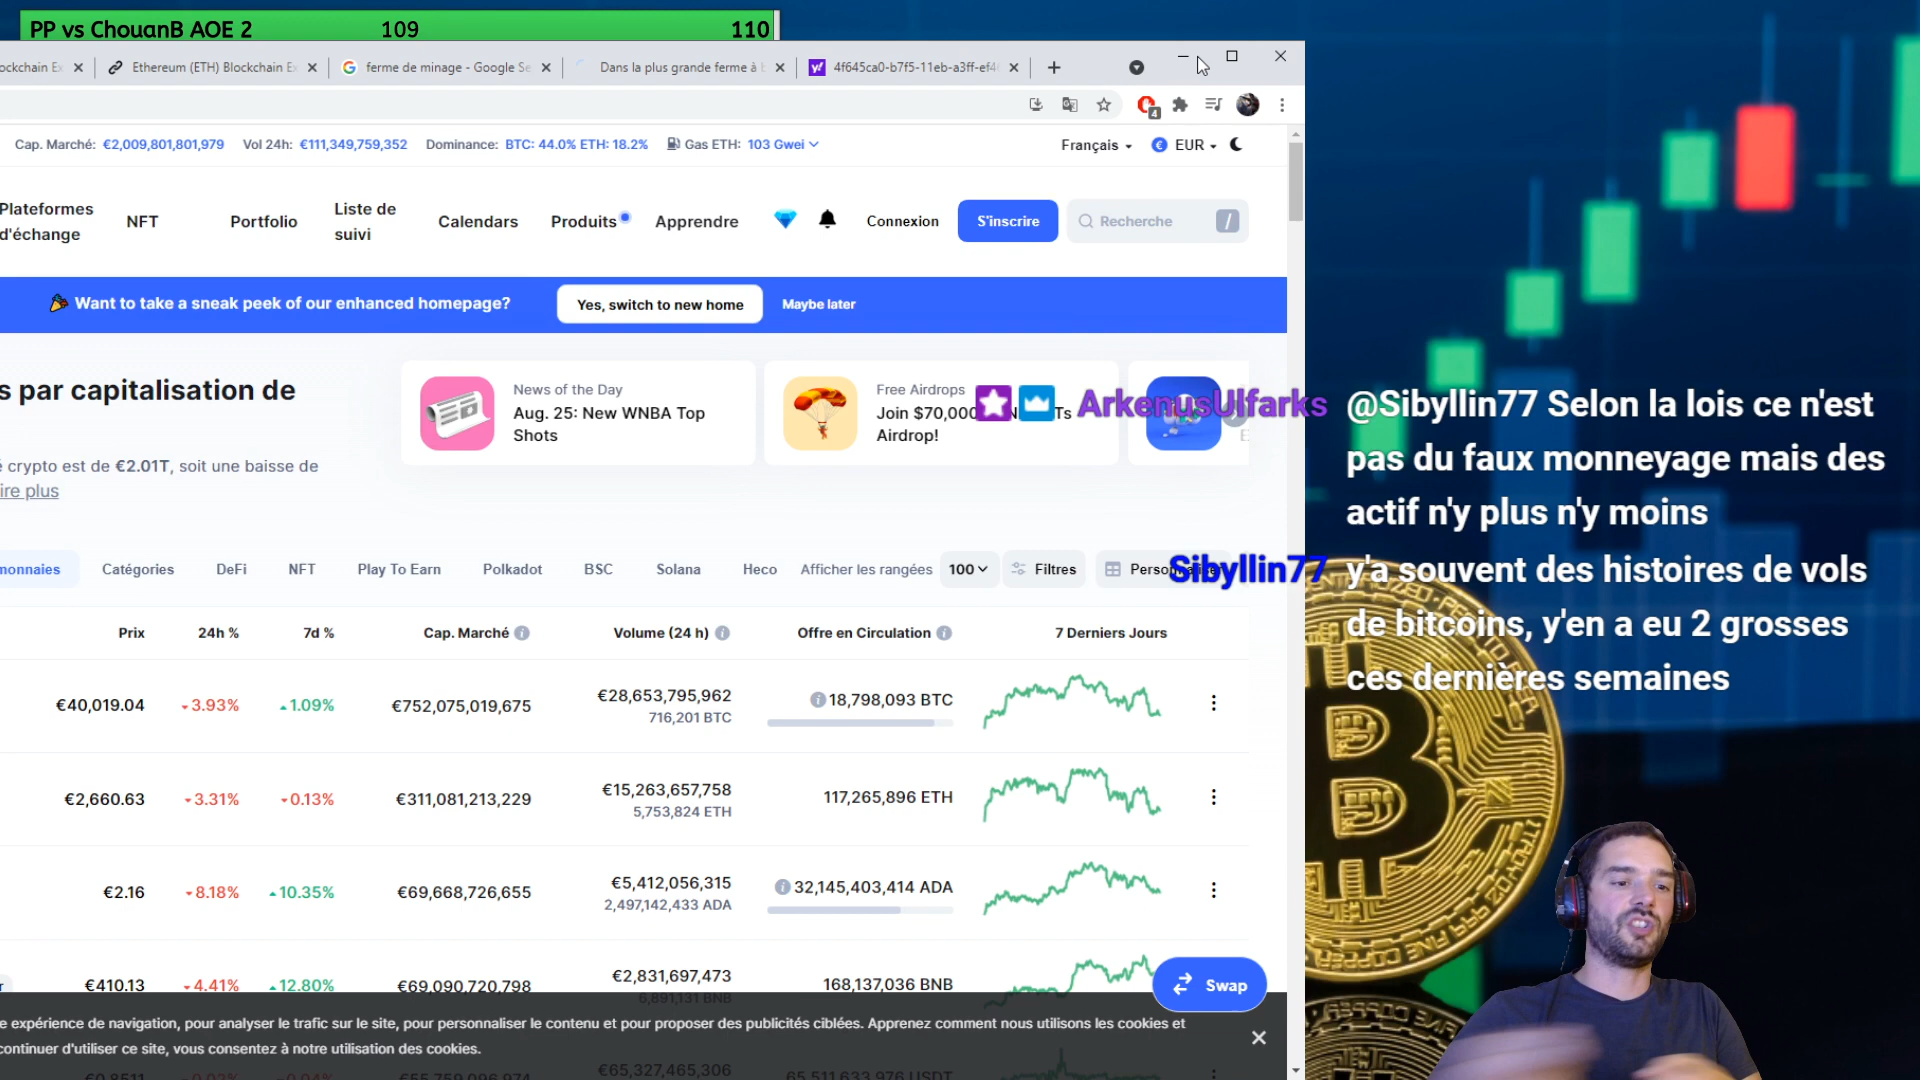 PP vs ChouanB AOE 2 109 110
ockchain Ex
Ethereum (ETH) Blockchain Ex
ferme de minage - Google Se
Dans la plus grande ferme à b
4f645ca0-b7f5-11eb-a3ff-ef4
4
Cap. Marché: €2,009,801,801,979 Vol 24h: €111,349,759,352 Dominance: BTC: 44.0% ETH: 18.2% Gas ETH: 103 Gwei
Français EUR
Plateformes d'échange
NFT
Portfolio
Liste de suivi
Calendars
Produits
Apprendre
Connexion
S'inscrire
Recherche /
Want to take a sneak peek of our enhanced homepage?
Yes, switch to new home
Maybe later
s par capitalisation de
é crypto est de €2.01T, soit une baisse de
ire plus
News of the Day
Aug. 25: New WNBA Top
Shots
Free Airdrops
Join $70,000
Ts
Airdrop!
ArkenusUlfarks
@Sibyllin77 Selon la lois ce n'est
pas du faux monneyage mais des
actif n'y plus n'y moins
Sibyllin77
y'a souvent des histoires de vols
de bitcoins, y'en a eu 2 grosses
ces dernières semaines
monnaies Catégories DeFi NFT Play To Earn Polkadot BSC Solana Heco Afficher les rangées 100 Filtres
Prix 24h % 7d % Cap. Marché Volume (24 h) Offre en Circulation 7 Derniers Jours
€40,019.04 3.93% 1.09% €752,075,019,675 €28,653,795,962 18,798,093 BTC
716,201 BTC
€2,660.63 3.31% 0.13% €311,081,213,229 €15,263,657,758 117,265,896 ETH
5,753,824 ETH
€2.16 8.18% 10.35% €69,668,726,655 €5,412,056,315 32,145,403,414 ADA
2,497,142,433 ADA
€410.13 4.41% 12.80% €69,090,720,798 €2,831,697,473 168,137,036 BNB
6,891,131 BNB
Swap
e expérience de navigation, pour analyser le trafic sur le site, pour personnaliser le contenu et pour proposer des publicités ciblées. Apprenez comment nous utilisons les cookies et
continuer d'utiliser ce site, vous consentez à notre utilisation des cookies.
€65,327,465,306